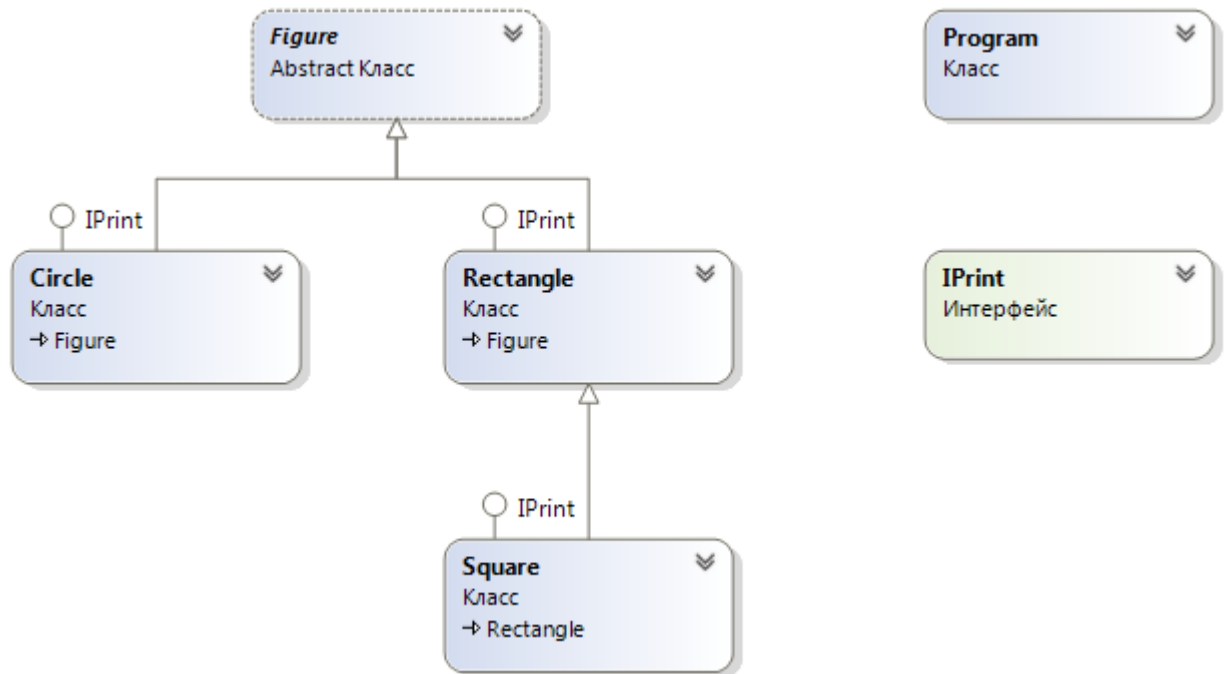 Figure
Abstract Класс
Program
Класс
IPrint
IPrint
Circle
Класс
Figure
Rectangle
Класс
Figure
IPrint
Интерфейс
IPrint
Square
Класс
Rectangle